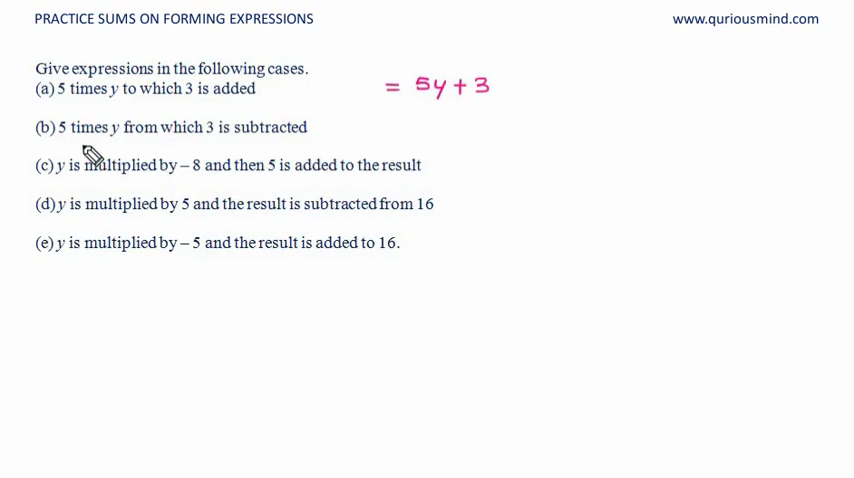 PRACTICE SUMS ON FORMING EXPRESSIONS www.quriousmind.com
Give expressions in the following cases.
(a) 5 times y to which 3 is added = 5y + 3
(b) 5 times y from which 3 is subtracted
(c) y is multiplied by – 8 and then 5 is added to the result
(d) y is multiplied by 5 and the result is subtracted from 16
(e) y is multiplied by – 5 and the result is added to 16.